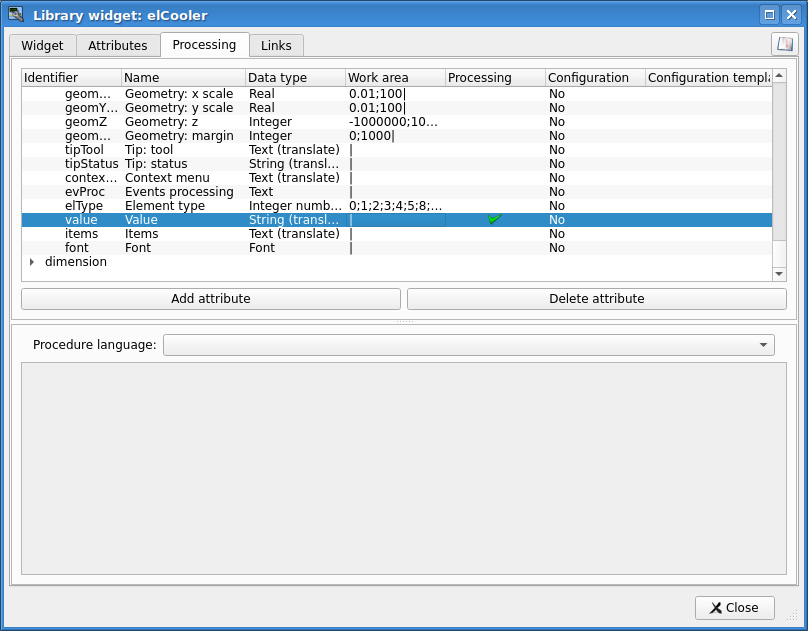 Library widget: elCooler
Widget Attributes Processing Links
Identifier Name Data type Work area Processing Configuration Configuration templa
geom... Geometry: x scale Real 0.01;100| No
geomY... Geometry: y scale Real 0.01;100| No
geomZ Geometry: z Integer -1000000;10... No
geom... Geometry: margin Integer 0;1000| No
tipTool Tip: tool Text (translate) | No
tipStatus Tip: status String (transl... | No
contex... Context menu Text (translate) | No
evProc Events processing Text | No
elType Element type Integer numb... 0;1;2;3;4;5;8;... No
value Value String (transl... | No
items Items Text (translate) | No
font Font Font | No
dimension
Add attribute Delete attribute
Procedure language:
Close